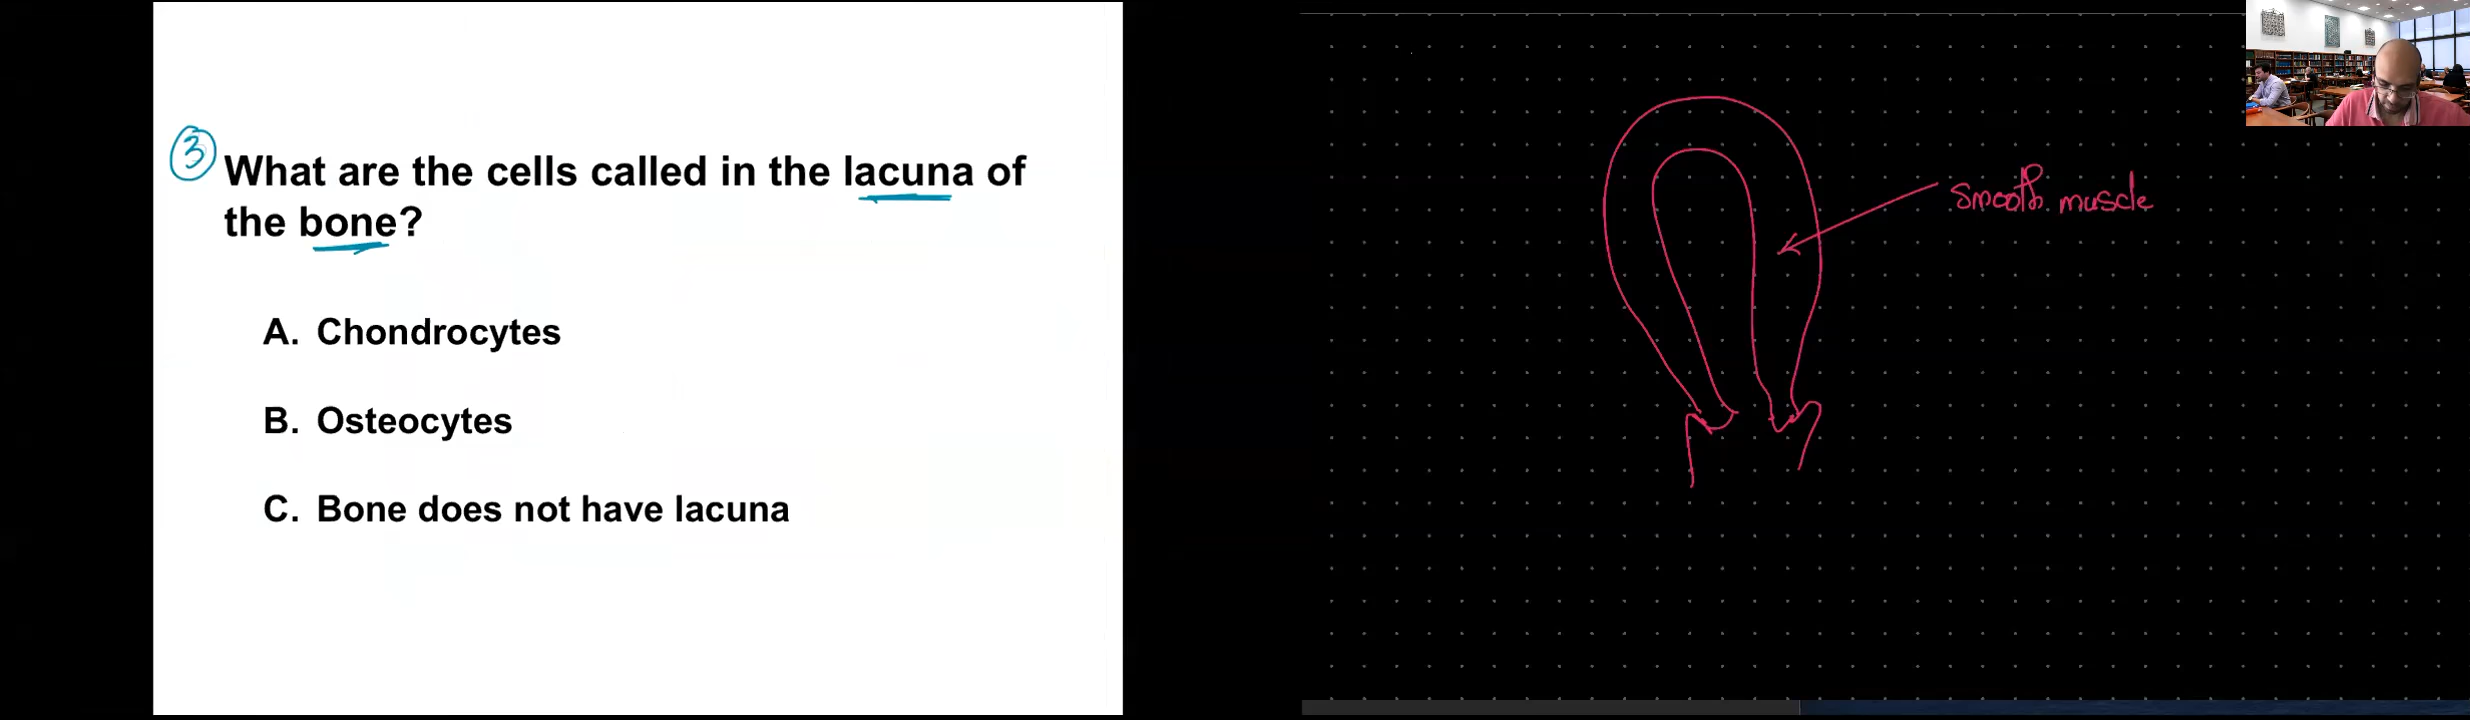 3
What are the cells called in the lacuna of
the bone?
A. Chondrocytes
B. Osteocytes
C. Bone does not have lacuna
Smooth muscle